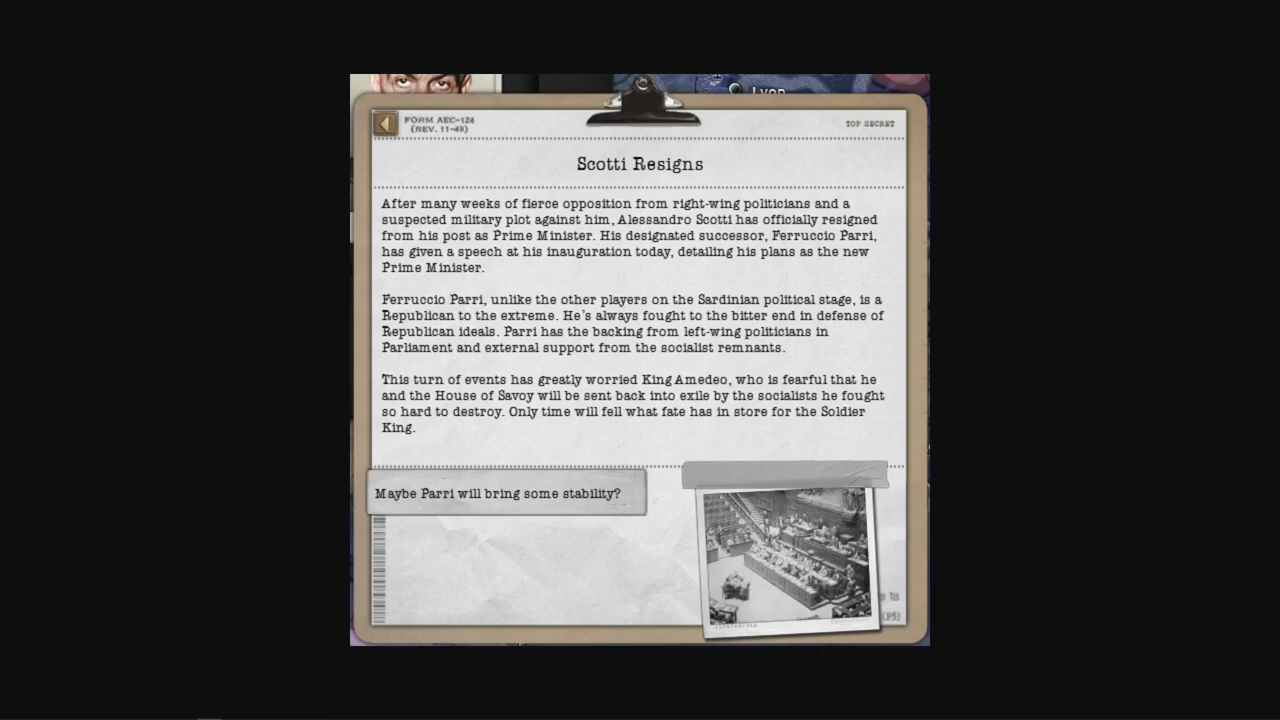 Lyon
FORM AEC-124
(REV. 11-49)
TOP SECRET
Scotti Resigns
After many weeks of fierce opposition from right-wing politicians and a
suspected military plot against him, Alessandro Scotti has officially resigned
from his post as Prime Minister. His designated successor, Ferruccio Parri,
has given a speech at his inauguration today, detailing his plans as the new
Prime Minister.
Ferruccio Parri, unlike the other players on the Sardinian political stage, is a
Republican to the extreme. He's always fought to the bitter end in defense of
Republican ideals. Parri has the backing from left-wing politicians in
Parliament and external support from the socialist remnants.
This turn of events has greatly worried King Amedeo, who is fearful that he
and the House of Savoy will be sent back into exile by the socialists he fought
so hard to destroy. Only time will fell what fate has in store for the Soldier
King.
Maybe Parri will bring some stability?